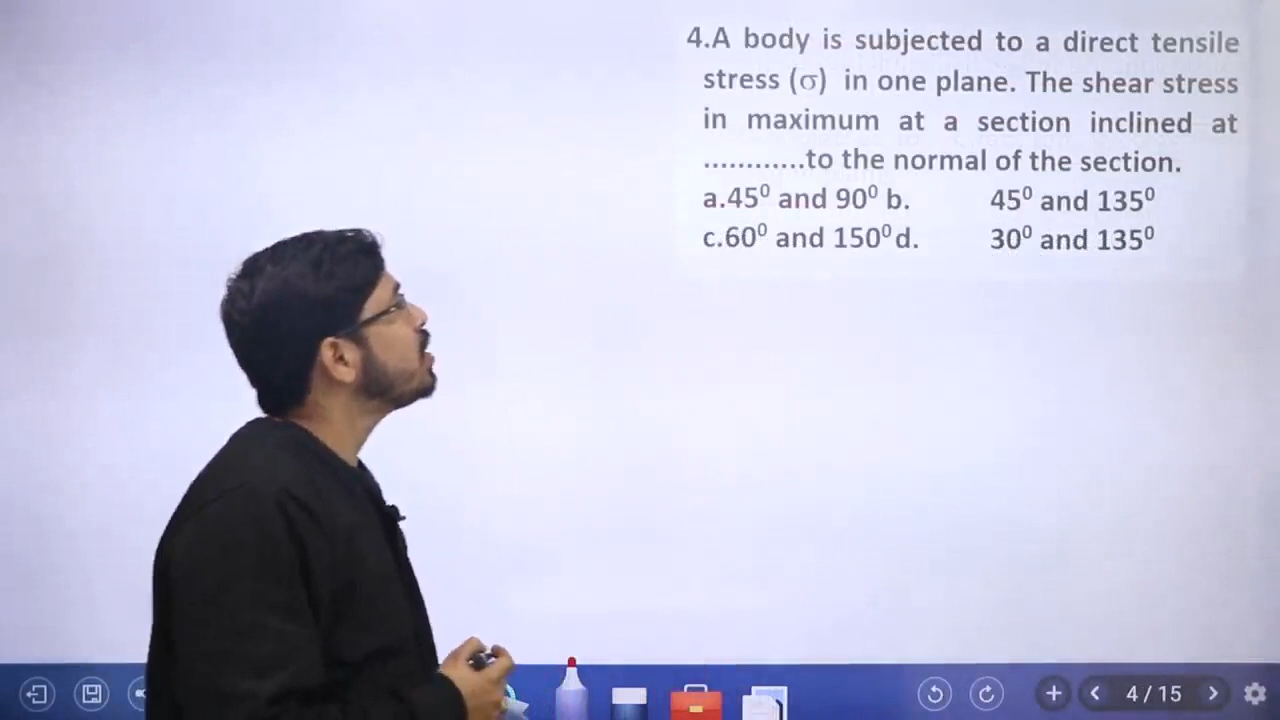 4.A body is subjected to a direct tensile
stress (σ) in one plane. The shear stress
in maximum at a section inclined at
............to the normal of the section.
a.45⁰ and 90⁰ b. 45⁰ and 135⁰
c.60⁰ and 150⁰ d. 30⁰ and 135⁰
4 / 15